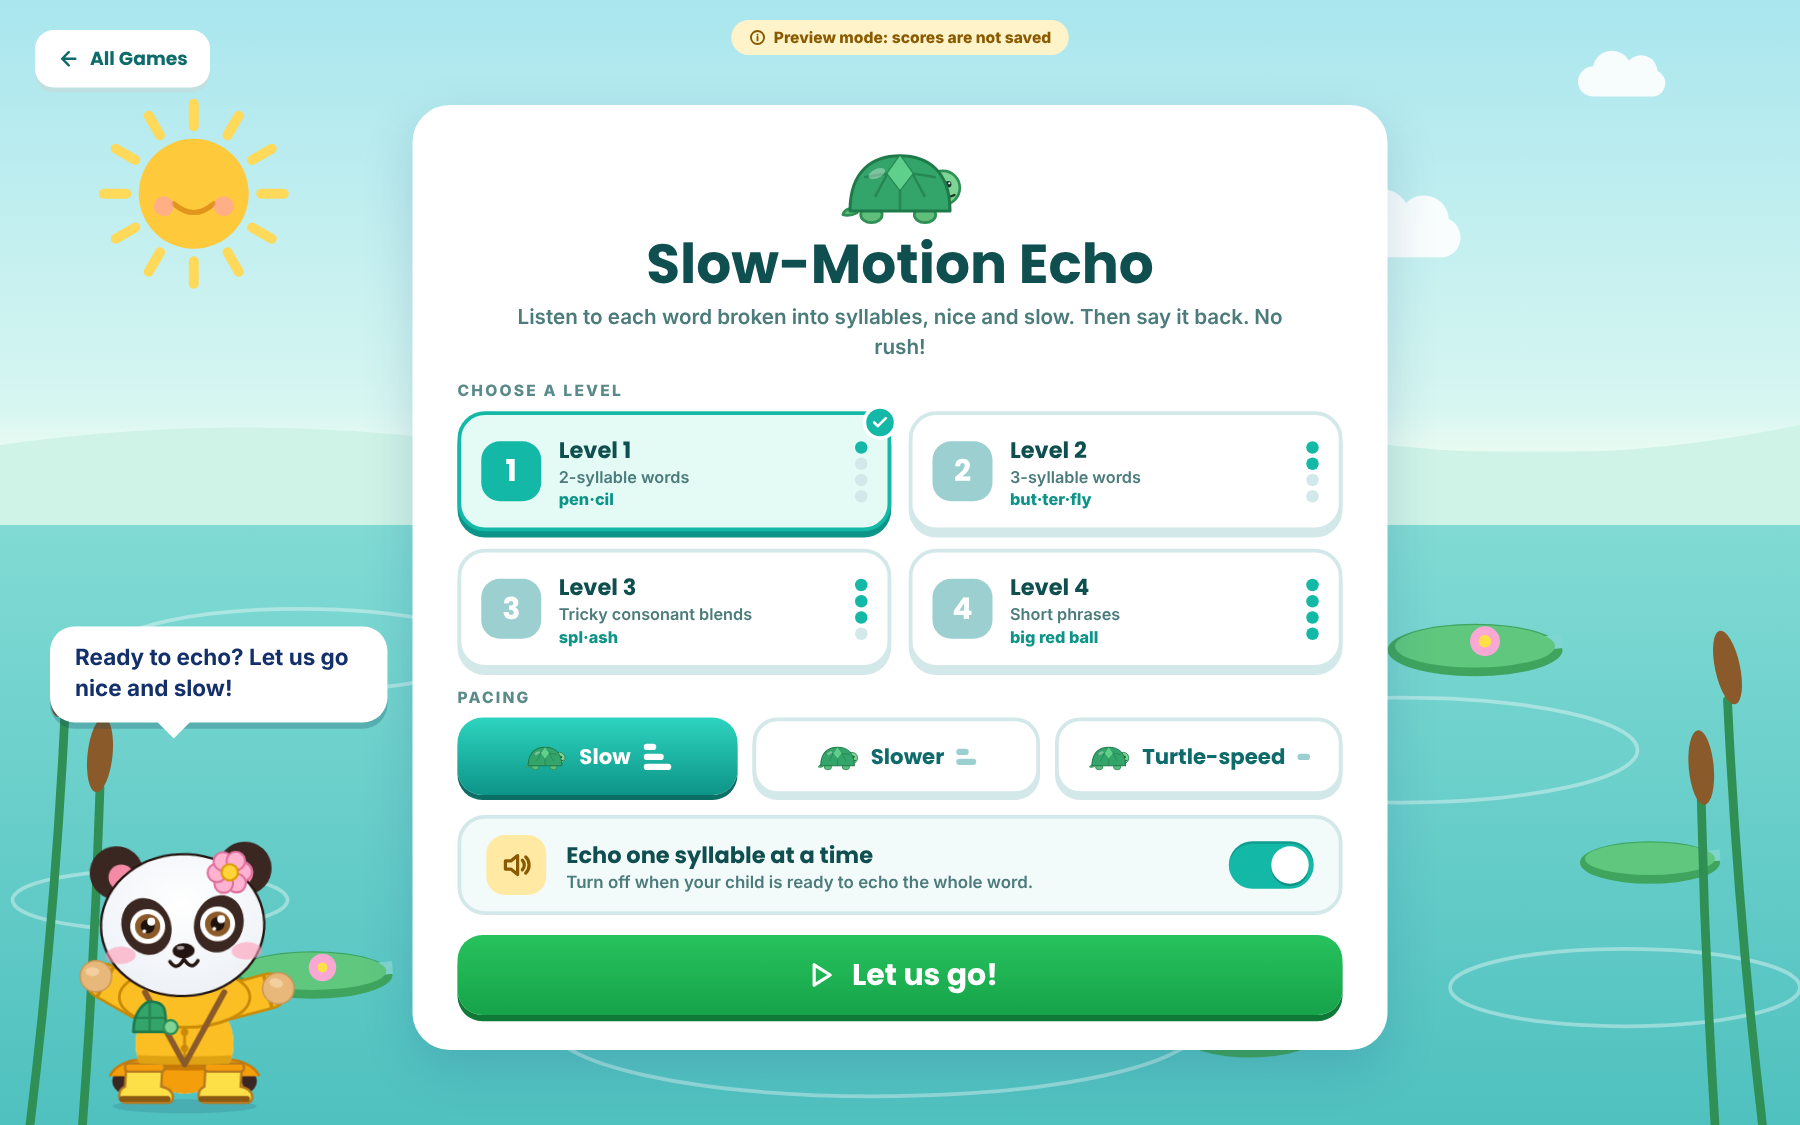 All Games
Preview mode: scores are not saved
Slow-Motion Echo
Listen to each word broken into syllables, nice and slow. Then say it back. No
rush!
CHOOSE A LEVEL
1
Level 1
2-syllable words
pen·cil
2
Level 2
3-syllable words
but·ter·fly
3
Level 3
Tricky consonant blends
spl·ash
4
Level 4
Short phrases
big red ball
Ready to echo? Let us go
nice and slow!
PACING
Slow
Slower
Turtle-speed
Echo one syllable at a time
Turn off when your child is ready to echo the whole word.
Let us go!